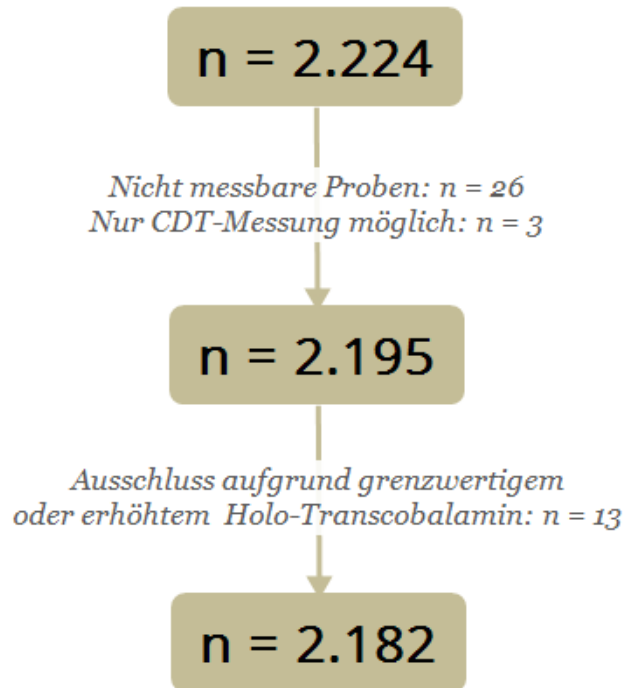 n = 2.224
Nicht messbare Proben: n = 26
Nur CDT-Messung möglich: n = 3
n = 2.195
Ausschluss aufgrund grenzwertigem
oder erhöhtem Holo-Transcobalamin: n = 13
n = 2.182